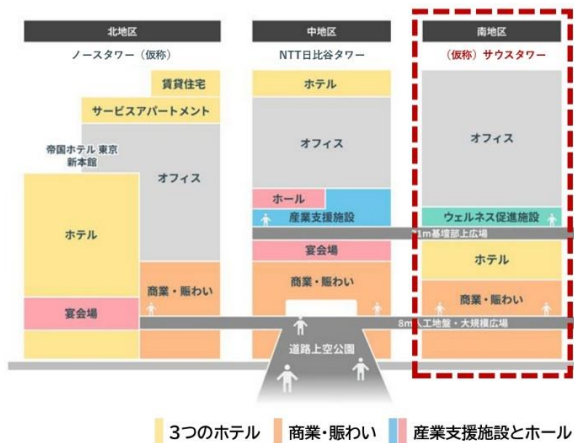 北地区
中地区
南地区
ノースタワー（仮称）
NTT日比谷タワー
（仮称）サウスタワー
賃貸住宅
サービスアパートメント
帝国ホテル 東京
新本館
オフィス
ホテル
宴会場
商業・賑わい
ホテル
オフィス
ホール
産業支援施設
宴会場
商業・賑わい
道路上空公園
オフィス
ウェルネス促進施設
1m基壇部上広場
ホテル
商業・賑わい
8m人工地盤・大規模広場
3つのホテル
商業・賑わい
産業支援施設とホール